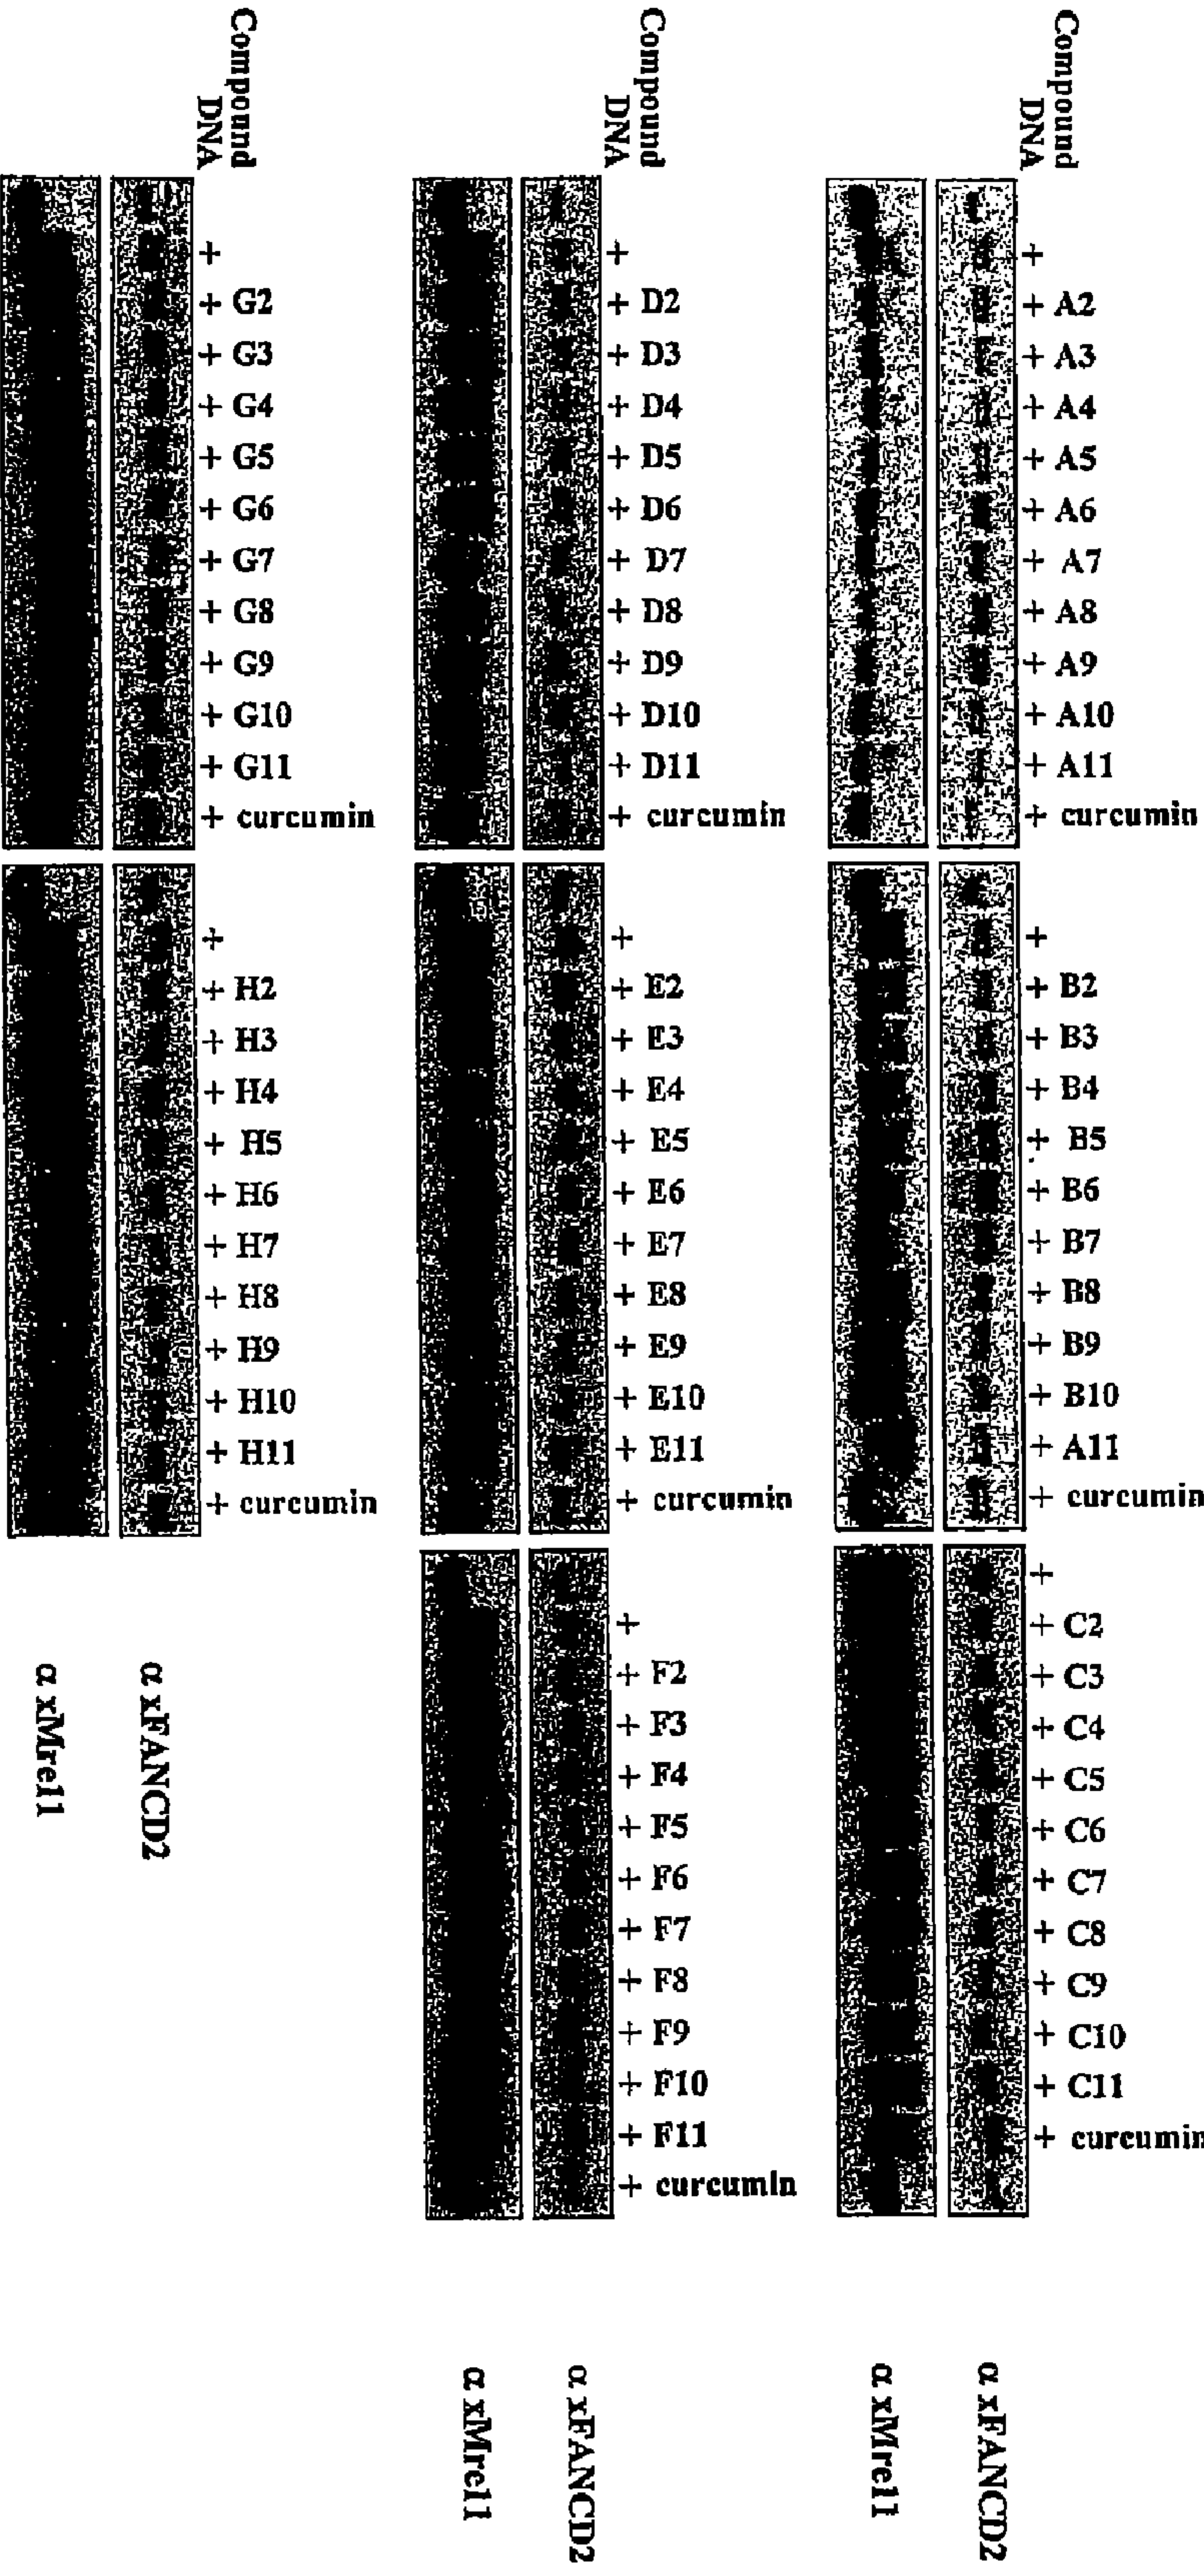 Compound A2 A3 A4 A5 A6 A7 A8 A9 A10 A11 curcumin B2 B3 B4 B5 B6 B7 B8 B9 B10 A11 curcumin C2 C3 C4 C5 C6 C7 C8 C9 C10 C11 curcumin
DNA + + + + + + + + + + + + + + + + + + + + + + + + + + + + + + + + + + + +
α xFANCD2
α xMre11
Compound D2 D3 D4 D5 D6 D7 D8 D9 D10 D11 curcumin E2 E3 E4 E5 E6 E7 E8 E9 E10 E11 curcumin F2 F3 F4 F5 F6 F7 F8 F9 F10 F11 curcumin
DNA + + + + + + + + + + + + + + + + + + + + + + + + + + + + + + + + + + + +
α xFANCD2
α xMre11
Compound G2 G3 G4 G5 G6 G7 G8 G9 G10 G11 curcumin H2 H3 H4 H5 H6 H7 H8 H9 H10 H11 curcumin
DNA + + + + + + + + + + + + + + + + + + + + + + + +
α xFANCD2
α xMre11